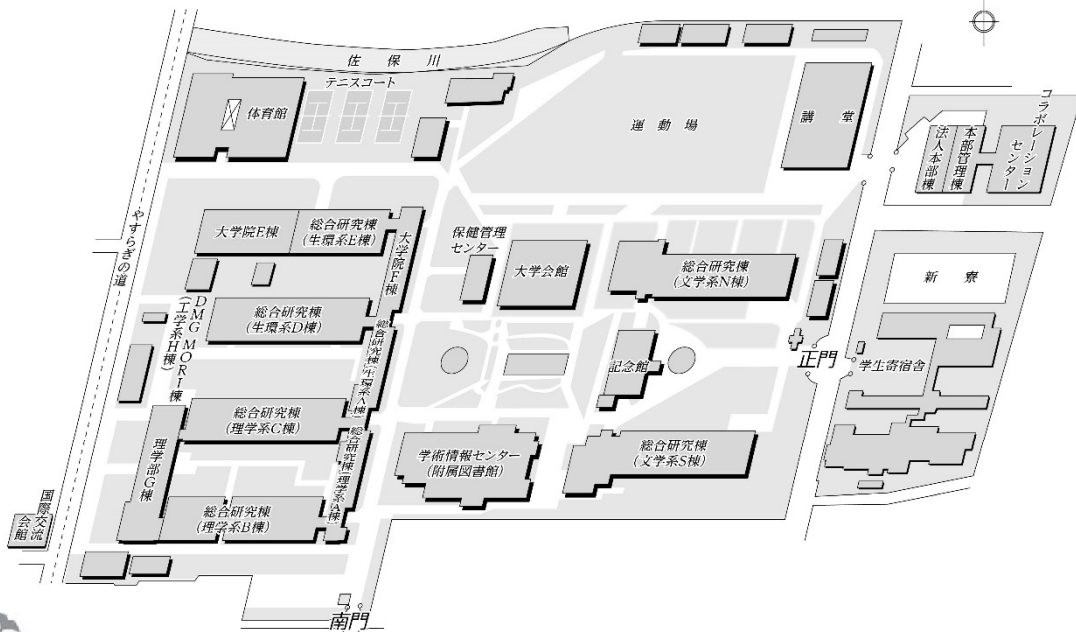 佐保川
テニスコート
体育館
運動場
講堂
コラボレーション
センター
本部管理棟
法人本部棟
やすらぎの道
大学院E棟
総合研究棟
(生環系E棟)
大学院F棟
保健管理
センター
大学会館
総合研究棟
(文学系N棟)
新寮
DMG MORI棟
(工学系H棟)
総合研究棟
(生環系D棟)
総合研究棟(生環系A棟)
記念館
正門
学生寄宿舎
総合研究棟
(理学系C棟)
理学部G棟
総合研究棟(理学系A棟)
学術情報センター
(附属図書館)
総合研究棟
(文学系S棟)
国際交流
会館
総合研究棟
(理学系B棟)
南門